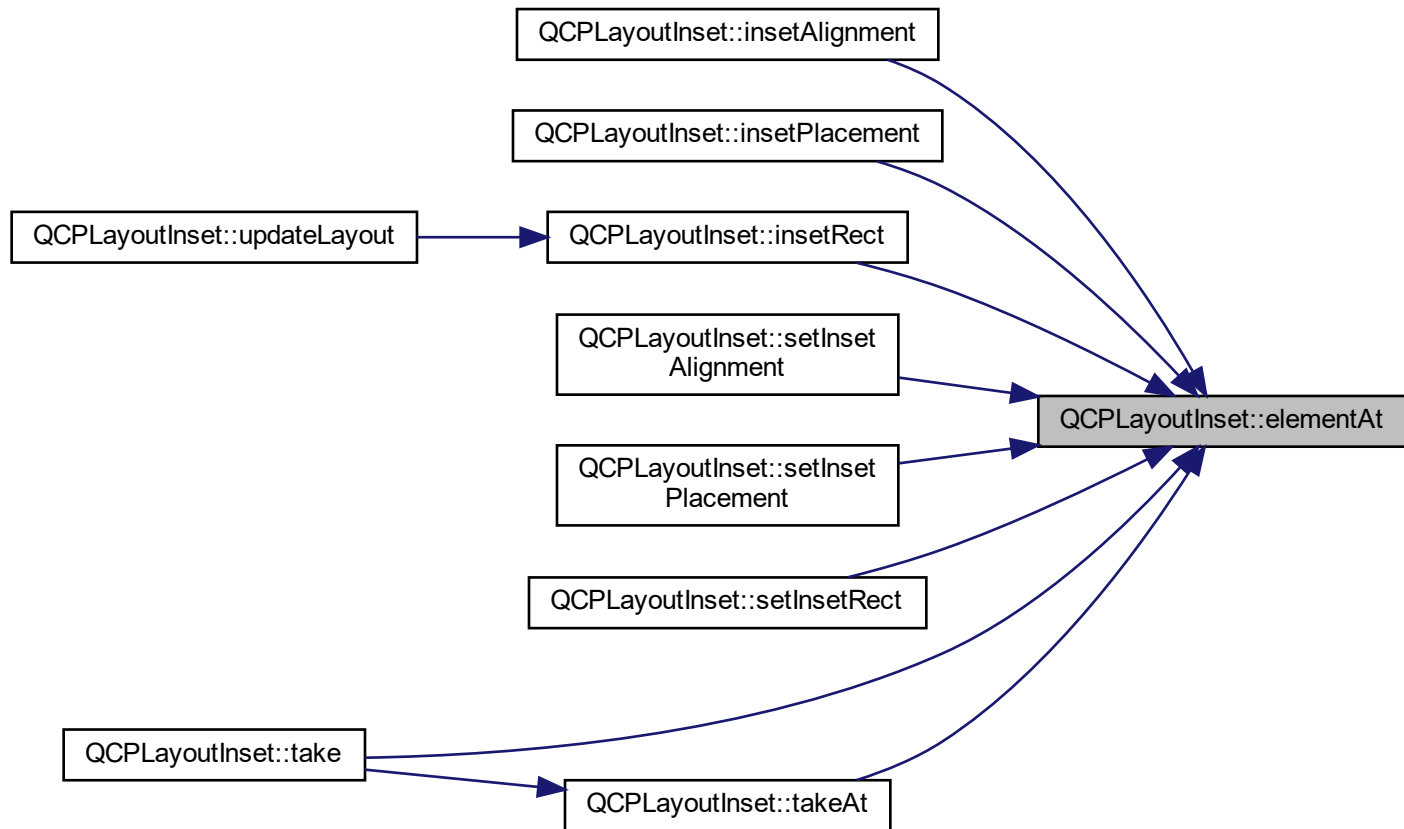 QCPLayoutInset::insetAlignment
QCPLayoutInset::insetPlacement
QCPLayoutInset::updateLayout
QCPLayoutInset::insetRect
QCPLayoutInset::setInset
Alignment
QCPLayoutInset::elementAt
QCPLayoutInset::setInset
Placement
QCPLayoutInset::setInsetRect
QCPLayoutInset::take
QCPLayoutInset::takeAt